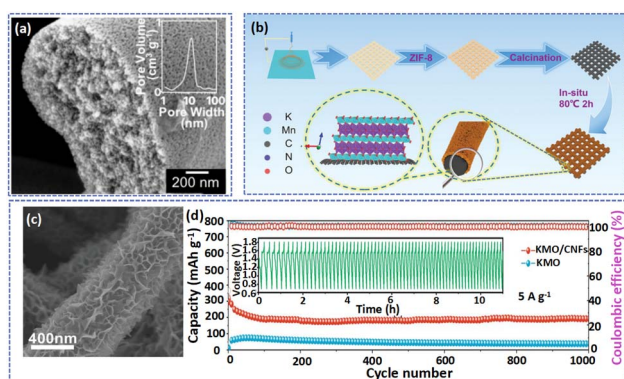 (a)
Pore Volume
(cm³ g⁻¹)
1
0
1 10 100
Pore Width
(nm)
200 nm
(b)
ZIF-8
Calcination
In-situ
80℃ 2h
K
Mn
C
N
O
(c)
400nm
(d)
Capacity (mAh g⁻¹)
800
700
600
500
400
300
200
100
0
Voltage (V)
1.8
1.6
1.4
1.2
1.0
0.8
0.6
0 2 4 6 8 10
Time (h)
KMO/CNFs
KMO
5 A g⁻¹
Coulombic efficiency (%)
100
80
60
40
20
0
0 200 400 600 800 1000
Cycle number